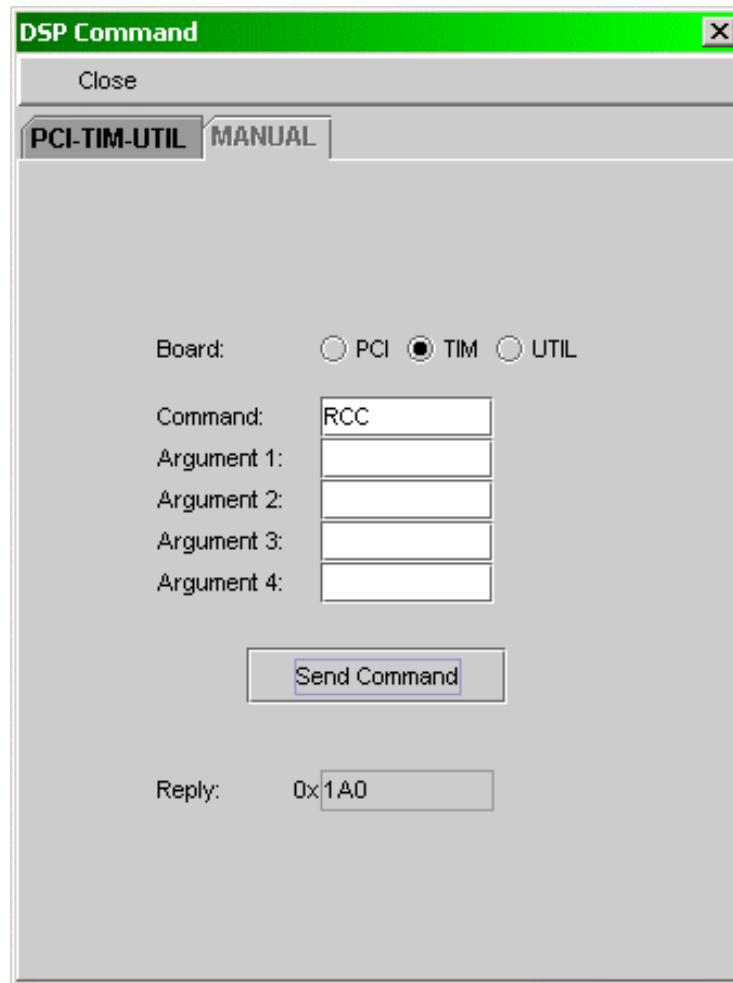 DSP Command
Close
PCI-TIM-UTIL MANUAL
Board: PCI TIM UTIL
Command: RCC
Argument 1:
Argument 2:
Argument 3:
Argument 4:
Send Command
Reply: 0x 1A0